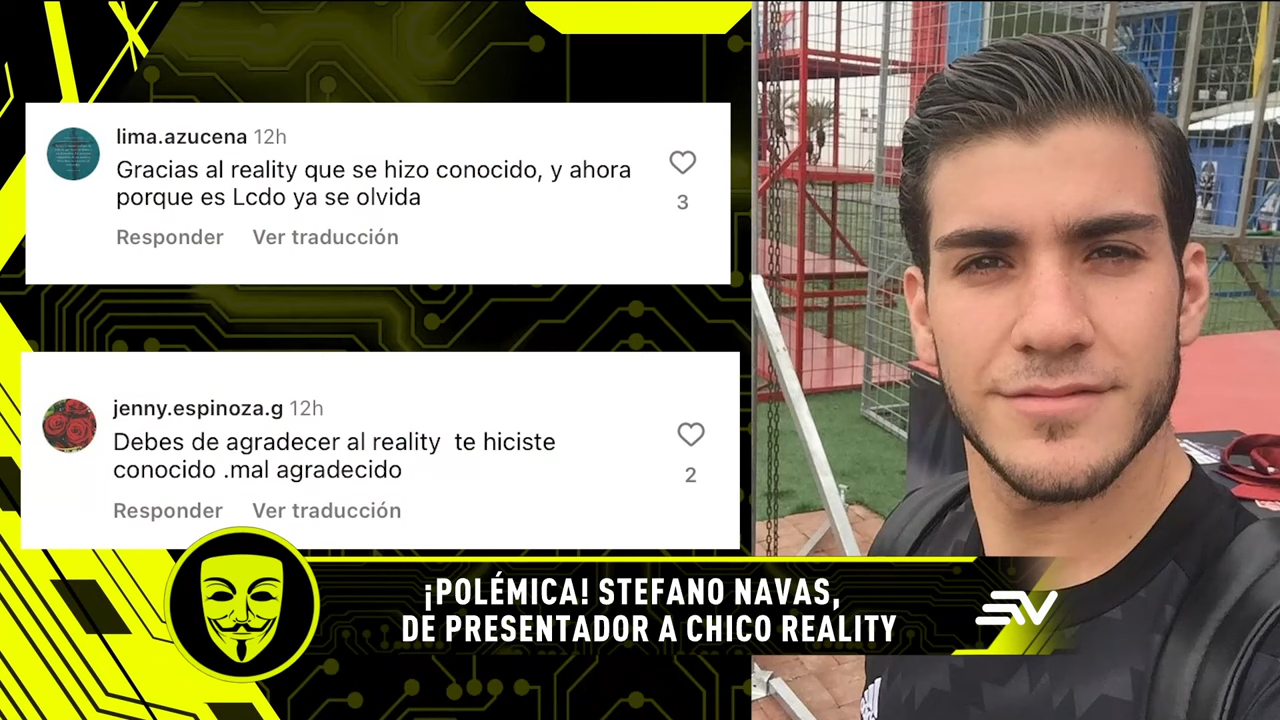 lima.azucena 12h
Gracias al reality que se hizo conocido, y ahora
porque es Lcdo ya se olvida
3
Responder Ver traducción
jenny.espinoza.g 12h
Debes de agradecer al reality te hiciste
conocido .mal agradecido
2
Responder Ver traducción
¡POLÉMICA! STEFANO NAVAS,
DE PRESENTADOR A CHICO REALITY